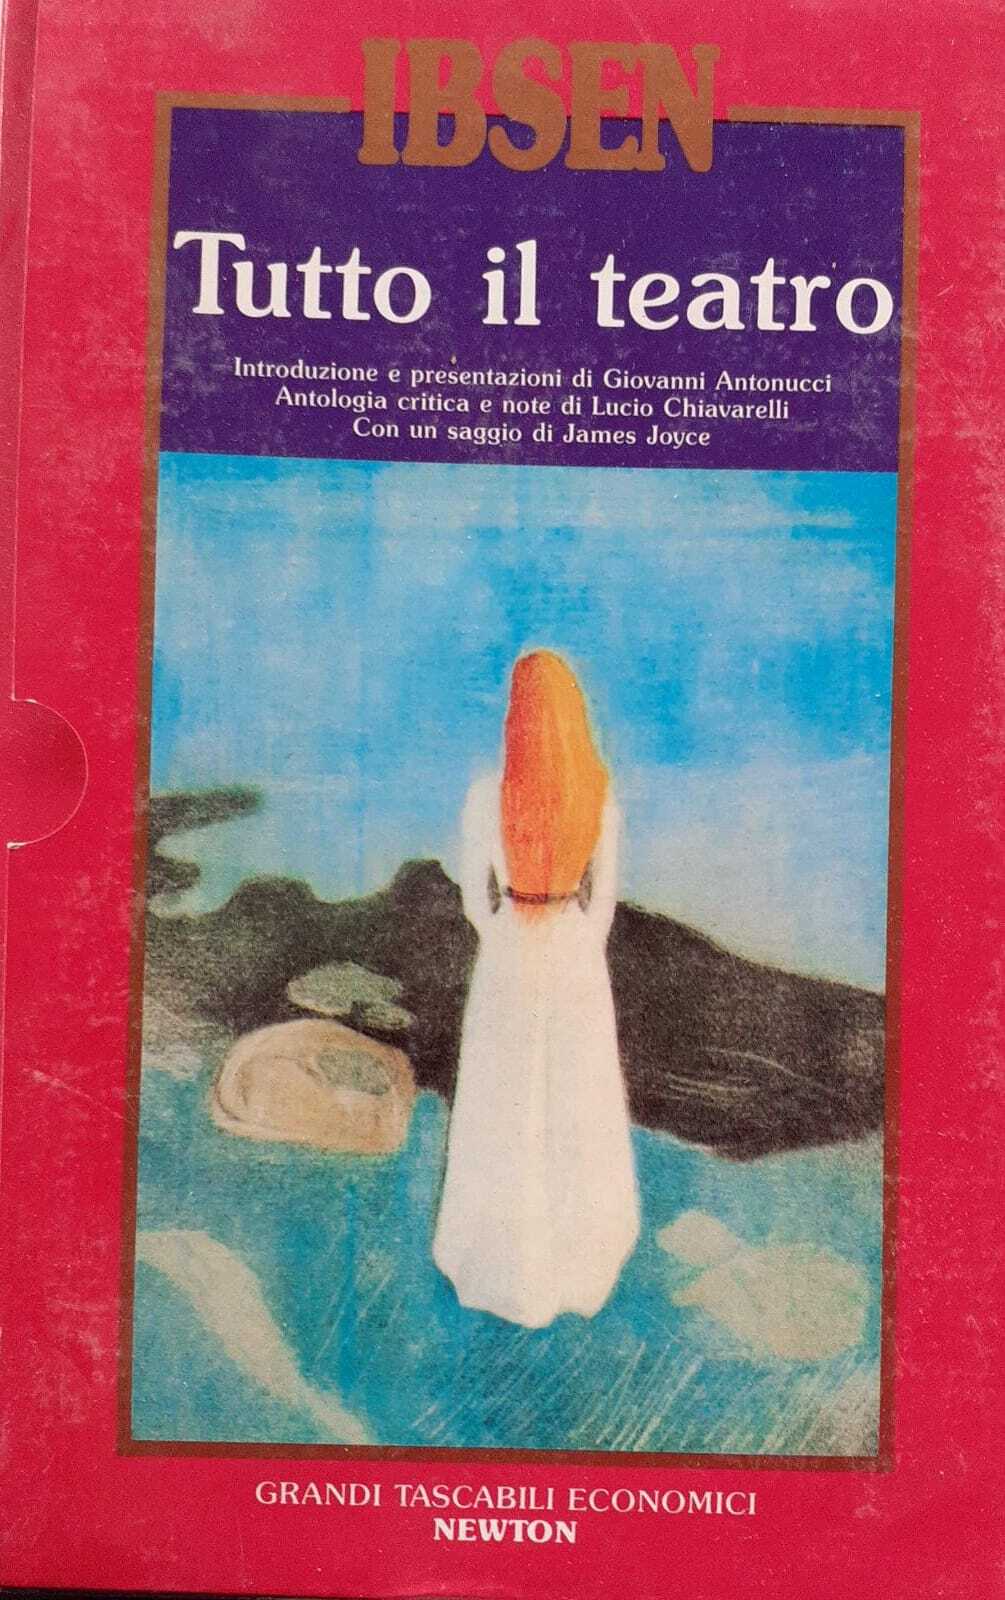 IBSEN
Tutto il teatro
Introduzione e presentazioni di Giovanni Antonucci
Antologia critica e note di Lucio Chiavarelli
Con un saggio di James Joyce
GRANDI TASCABILI ECONOMICI
NEWTON